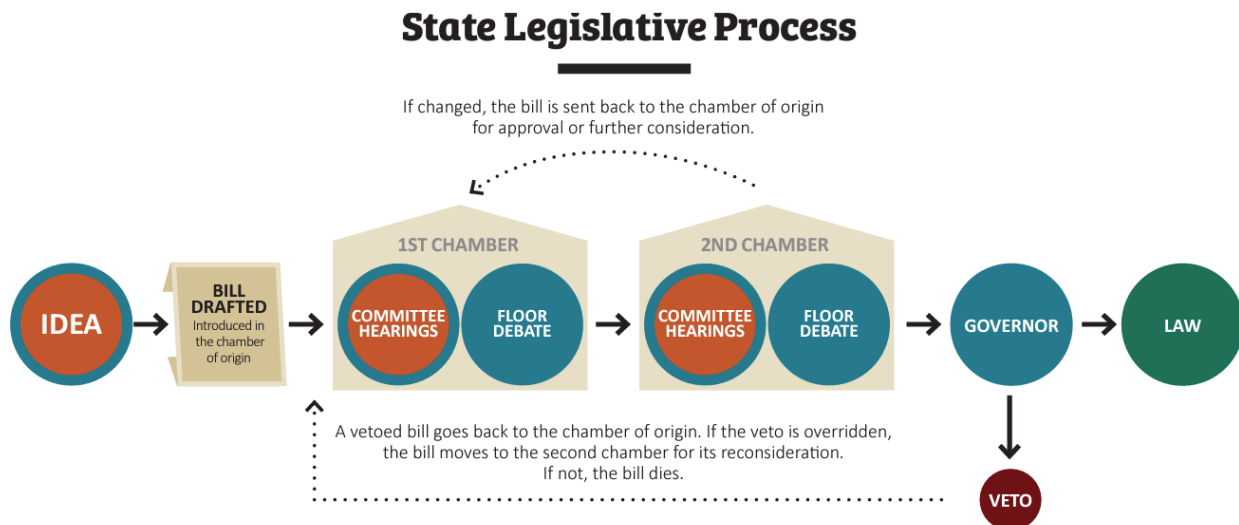 State Legislative Process
If changed, the bill is sent back to the chamber of origin
for approval or further consideration.
1ST CHAMBER
2ND CHAMBER
IDEA
BILL
DRAFTED
Introduced in
the chamber
of origin
COMMITTEE
HEARINGS
FLOOR
DEBATE
COMMITTEE
HEARINGS
FLOOR
DEBATE
GOVERNOR
LAW
A vetoed bill goes back to the chamber of origin. If the veto is overridden,
the bill moves to the second chamber for its reconsideration.
If not, the bill dies.
VETO